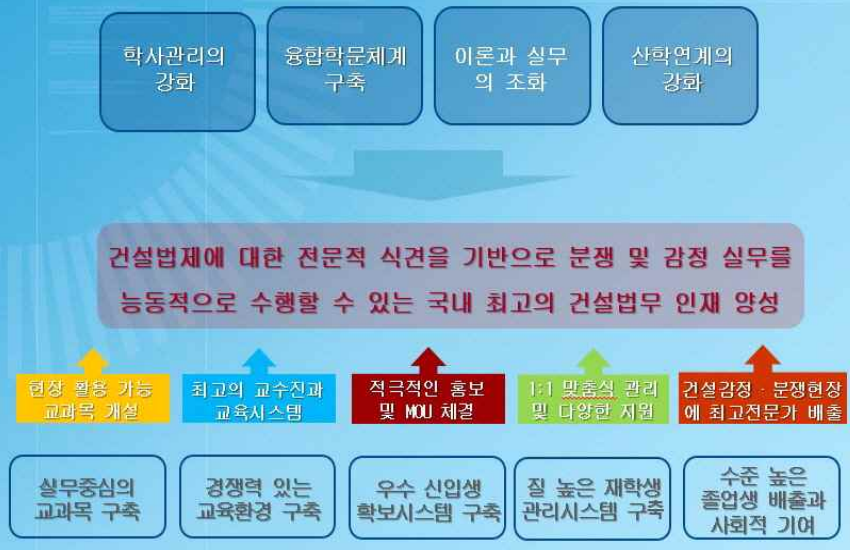 학사관리의
강화
융합학문체계
구축
이론과 실무
의 조화
산학연계의
강화
건설법제에 대한 전문적 식견을 기반으로 분쟁 및 감정 실무를
능동적으로 수행할 수 있는 국내 최고의 건설법무 인재 양성
현장 활용 가능
교과목 개설
최고의 교수진과
교육시스템
적극적인 홍보
및 MOU 체결
1:1 맞춤식 관리
및 다양한 지원
건설감정·분쟁현장
에 최고전문가 배출
실무중심의
교과목 구축
경쟁력 있는
교육환경 구축
우수 신입생
확보시스템 구축
질 높은 재학생
관리시스템 구축
수준 높은
졸업생 배출과
사회적 기여